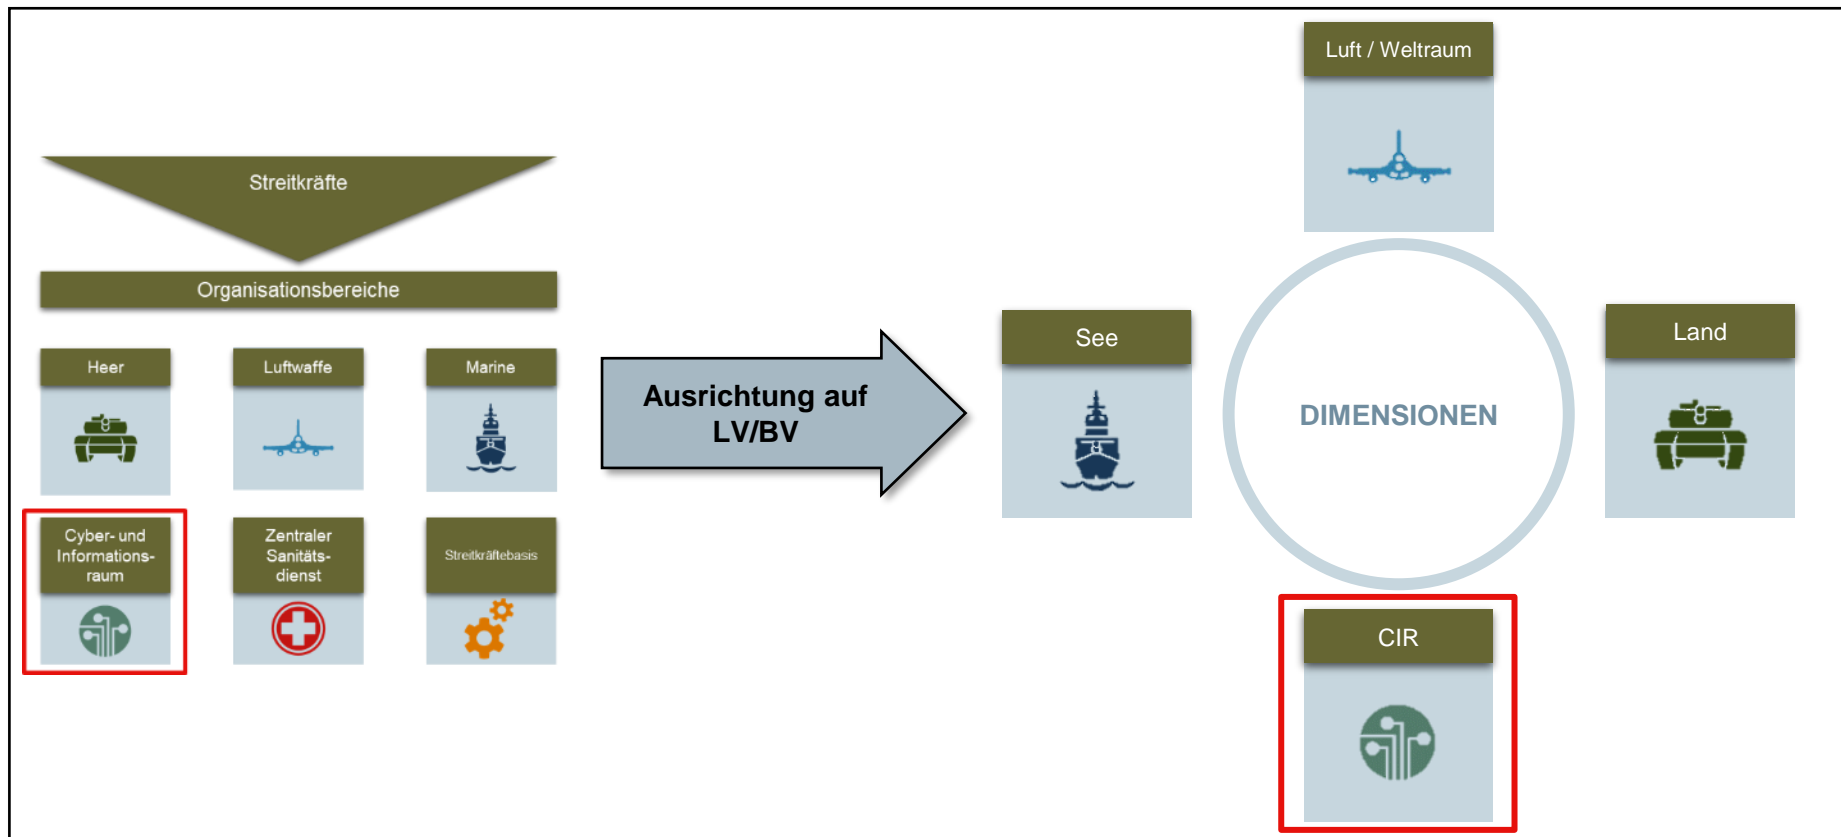 Streitkräfte
Organisationsbereiche
Heer
Luftwaffe
Marine
Cyber- und
Informations-
raum
Zentraler
Sanitäts-
dienst
Streitkräftebasis
Ausrichtung auf
LV/BV
Luft / Weltraum
See
DIMENSIONEN
Land
CIR